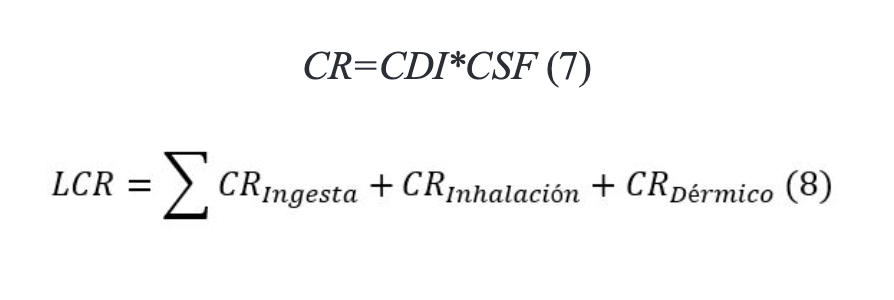 CR=CDI*CSF (7)
LCR = ∑ CR_Ingesta + CR_Inhalación + CR_Dérmico (8)